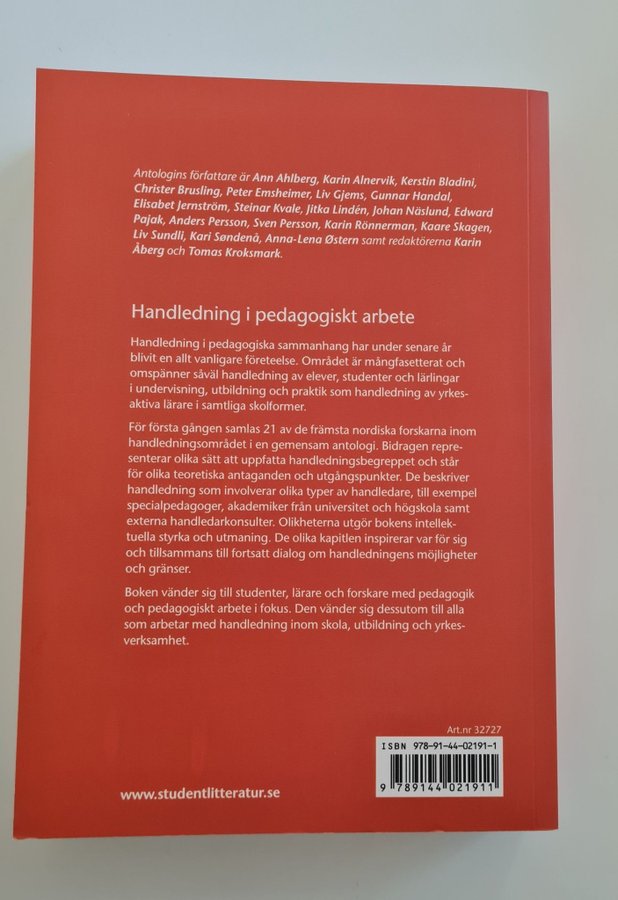 Antologins författare är Ann Ahlberg, Karin Alnervik, Kerstin Bladini,
Christer Brusling, Peter Emsheimer, Liv Gjems, Gunnar Handal,
Elisabet Jernström, Steinar Kvale, Jitka Lindén, Johan Näslund, Edward
Pajak, Anders Persson, Sven Persson, Karin Rönnerman, Kaare Skagen,
Liv Sundli, Kari Søndenå, Anna-Lena Østern samt redaktörerna Karin
Åberg och Tomas Kroksmark.
Handledning i pedagogiskt arbete
Handledning i pedagogiska sammanhang har under senare år
blivit en allt vanligare företeelse. Området är mångfasetterat och
omspänner såväl handledning av elever, studenter och lärlingar
i undervisning, utbildning och praktik som handledning av yrkes-
aktiva lärare i samtliga skolformer.
För första gången samlas 21 av de främsta nordiska forskarna inom
handledningsområdet i en gemensam antologi. Bidragen repre-
senterar olika sätt att uppfatta handledningsbegreppet och står
för olika teoretiska antaganden och utgångspunkter. De beskriver
handledning som involverar olika typer av handledare, till exempel
specialpedagoger, akademiker från universitet och högskola samt
externa handledarkonsulter. Olikheterna utgör bokens intellek-
tuella styrka och utmaning. De olika kapitlen inspirerar var för sig
och tillsammans till fortsatt dialog om handledningens möjligheter
och gränser.
Boken vänder sig till studenter, lärare och forskare med pedagogik
och pedagogiskt arbete i fokus. Den vänder sig dessutom till alla
som arbetar med handledning inom skola, utbildning och yrkes-
verksamhet.
Art.nr 32727
ISBN 978-91-44-02191-1
9 789144 021911
www.studentlitteratur.se